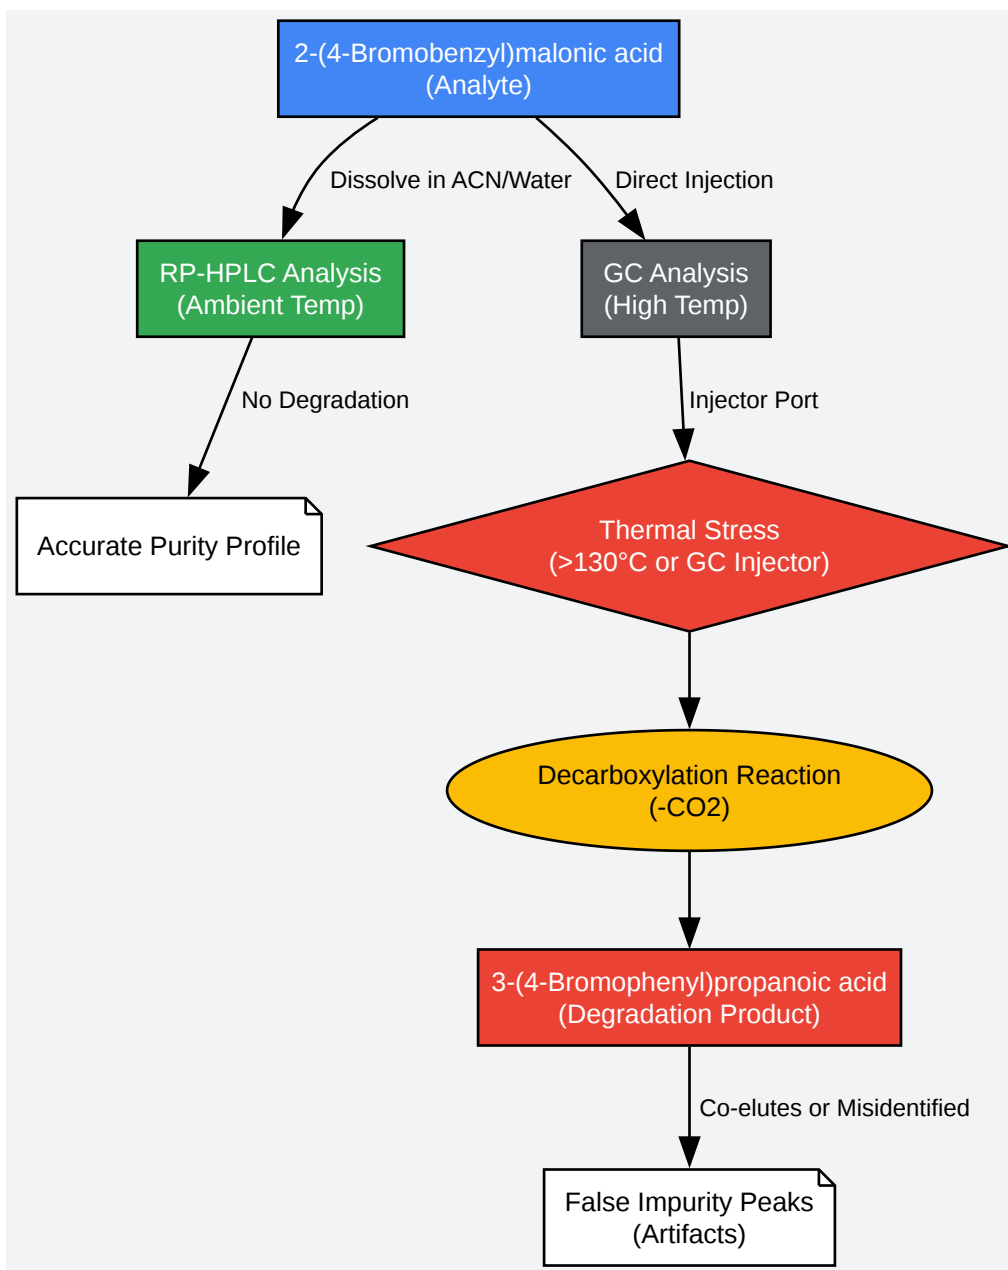 2-(4-Bromobenzyl)malonic acid
(Analyte)
Dissolve in ACN/Water
Direct Injection
RP-HPLC Analysis
(Ambient Temp)
GC Analysis
(High Temp)
No Degradation
Injector Port
Accurate Purity Profile
Thermal Stress
(>130°C or GC Injector)
Decarboxylation Reaction
(-CO2)
3-(4-Bromophenyl)propanoic acid
(Degradation Product)
Co-elutes or Misidentified
False Impurity Peaks
(Artifacts)